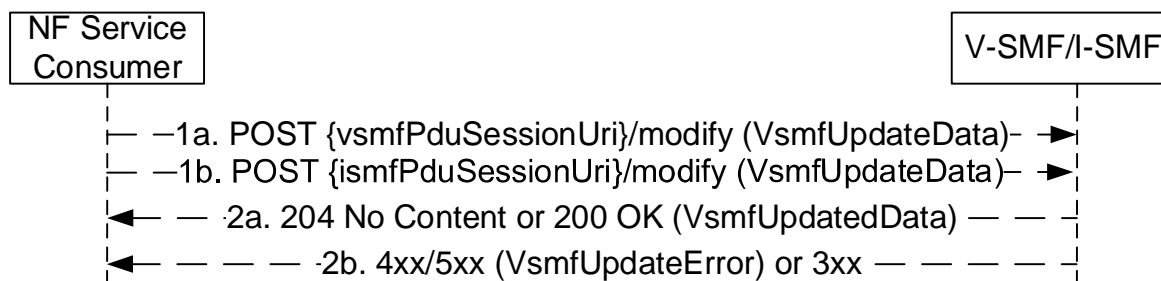 NF Service
Consumer
V-SMF/I-SMF
1a. POST {vsmfPduSessionUri}/modify (VsmfUpdateData)
1b. POST {ismfPduSessionUri}/modify (VsmfUpdateData)
2a. 204 No Content or 200 OK (VsmfUpdatedData)
2b. 4xx/5xx (VsmfUpdateError) or 3xx